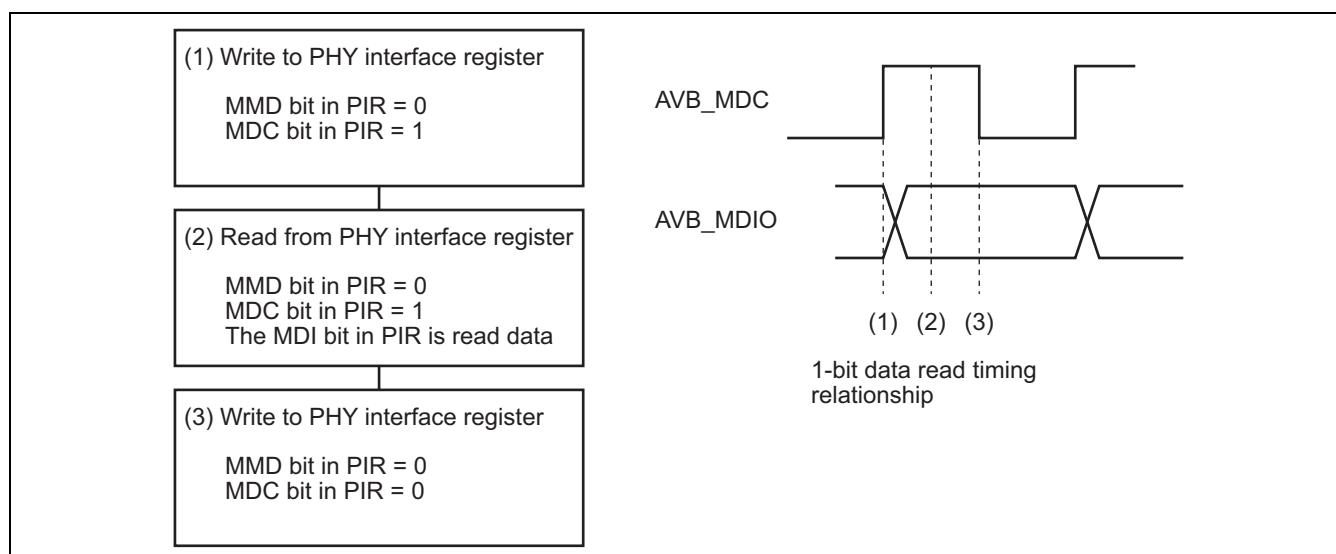 (1) Write to PHY interface register
MMD bit in PIR = 0
MDC bit in PIR = 1
(2) Read from PHY interface register
MMD bit in PIR = 0
MDC bit in PIR = 1
The MDI bit in PIR is read data
(3) Write to PHY interface register
MMD bit in PIR = 0
MDC bit in PIR = 0
AVB_MDC
AVB_MDIO
(1) (2) (3)
1-bit data read timing
relationship